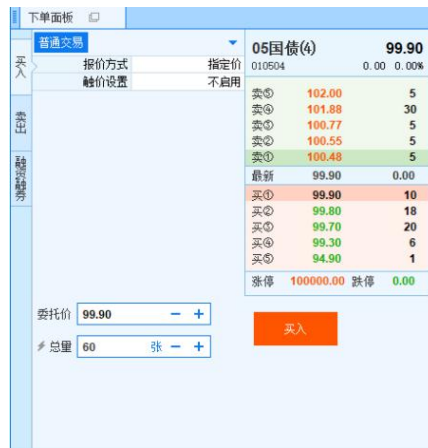 下单面板
买入
卖出
融资融券
普通交易
报价方式 指定价
融价设置 不启用
05国债(4) 99.90
010504 0.00 0.00%
卖⑤ 102.00 5
卖④ 101.88 30
卖③ 100.77 5
卖② 100.55 5
卖① 100.48 5
最新 99.90 0.00
买① 99.90 10
买② 99.80 18
买③ 99.70 20
买④ 99.30 6
买⑤ 94.90 1
涨停 100000.00 跌停 0.00
委托价 99.90 − +
总量 60 张 − +
买入